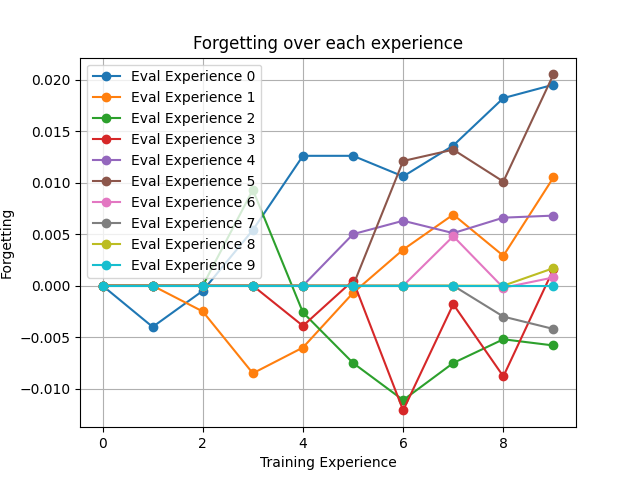 Forgetting over each experience
0.020
0.015
0.010
0.005
0.000
−0.005
−0.010
Forgetting
Eval Experience 0
Eval Experience 1
Eval Experience 2
Eval Experience 3
Eval Experience 4
Eval Experience 5
Eval Experience 6
Eval Experience 7
Eval Experience 8
Eval Experience 9
0 2 4 6 8
Training Experience